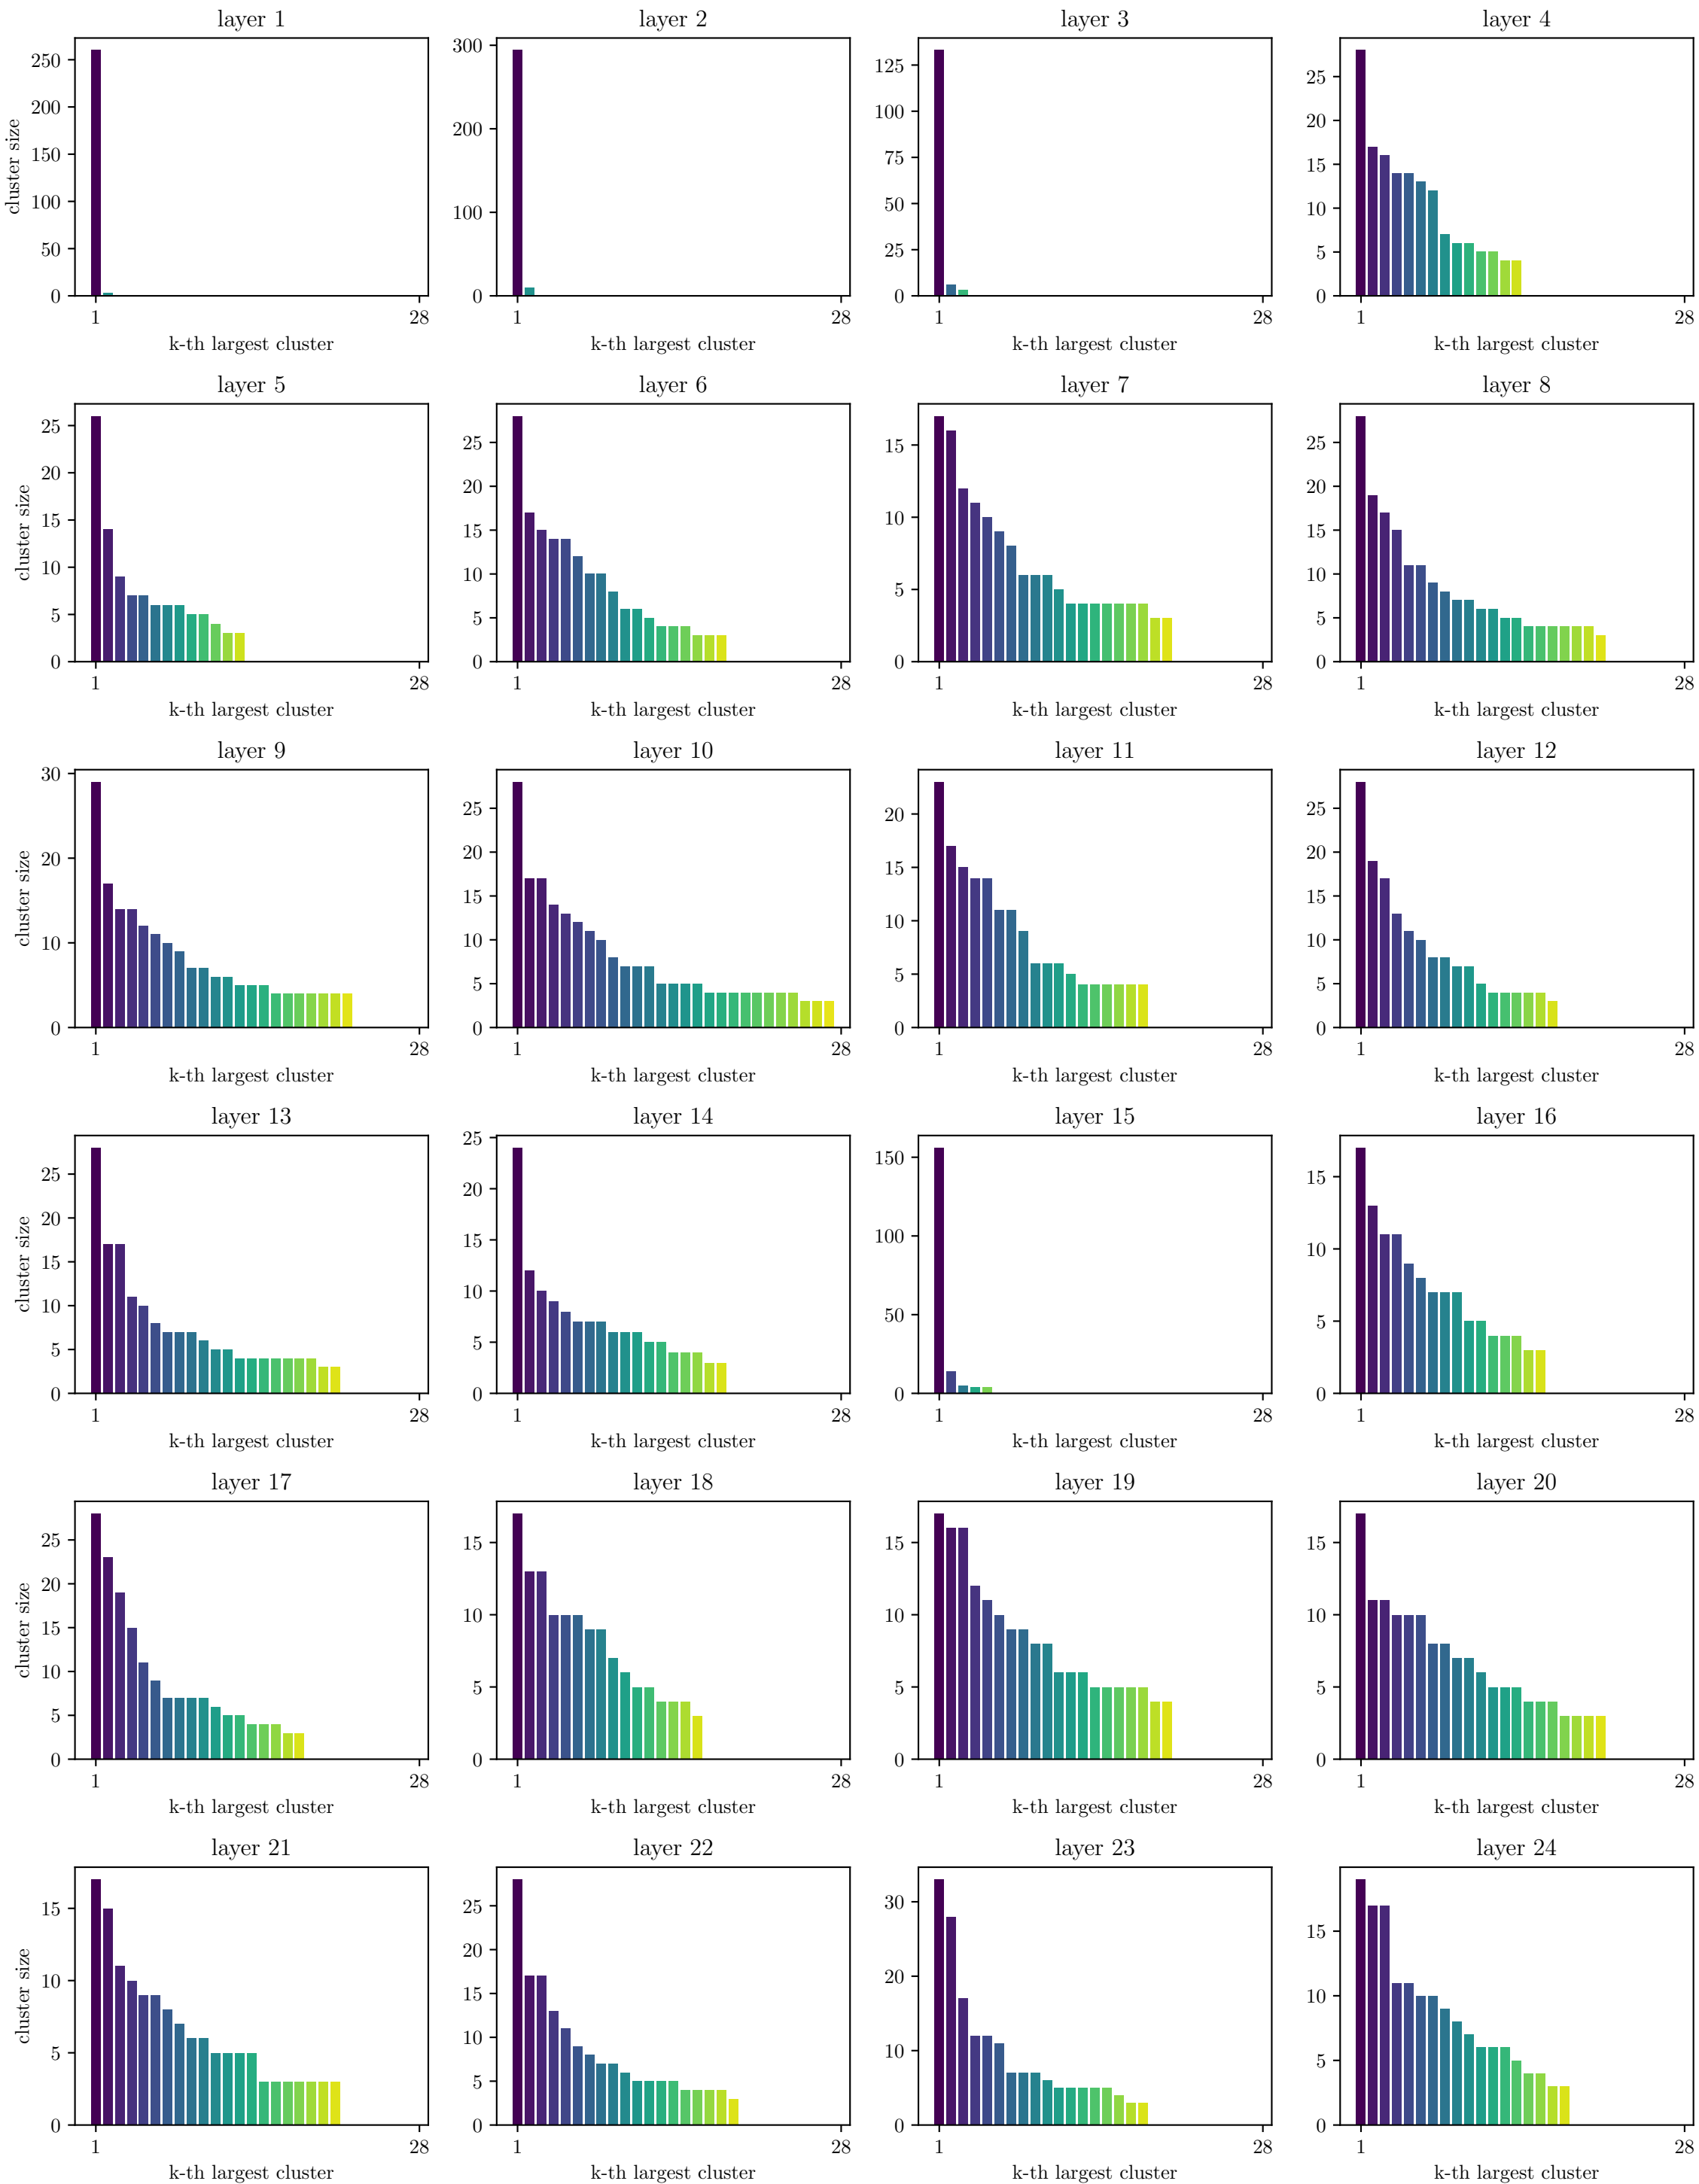 layer 1
layer 2
layer 3
layer 4
cluster size
250
200
150
100
50
0
300
200
100
0
125
100
75
50
25
0
25
20
15
10
5
0
1 28
1 28
1 28
1 28
k-th largest cluster
k-th largest cluster
k-th largest cluster
k-th largest cluster
layer 5
layer 6
layer 7
layer 8
cluster size
25
20
15
10
5
0
25
20
15
10
5
0
15
10
5
0
25
20
15
10
5
0
1 28
1 28
1 28
1 28
k-th largest cluster
k-th largest cluster
k-th largest cluster
k-th largest cluster
layer 9
layer 10
layer 11
layer 12
cluster size
30
20
10
0
25
20
15
10
5
0
20
15
10
5
0
25
20
15
10
5
0
1 28
1 28
1 28
1 28
k-th largest cluster
k-th largest cluster
k-th largest cluster
k-th largest cluster
layer 13
layer 14
layer 15
layer 16
cluster size
25
20
15
10
5
0
25
20
15
10
5
0
150
100
50
0
15
10
5
0
1 28
1 28
1 28
1 28
k-th largest cluster
k-th largest cluster
k-th largest cluster
k-th largest cluster
layer 17
layer 18
layer 19
layer 20
cluster size
25
20
15
10
5
0
15
10
5
0
15
10
5
0
15
10
5
0
1 28
1 28
1 28
1 28
k-th largest cluster
k-th largest cluster
k-th largest cluster
k-th largest cluster
layer 21
layer 22
layer 23
layer 24
cluster size
15
10
5
0
25
20
15
10
5
0
30
20
10
0
15
10
5
0
1 28
1 28
1 28
1 28
k-th largest cluster
k-th largest cluster
k-th largest cluster
k-th largest cluster